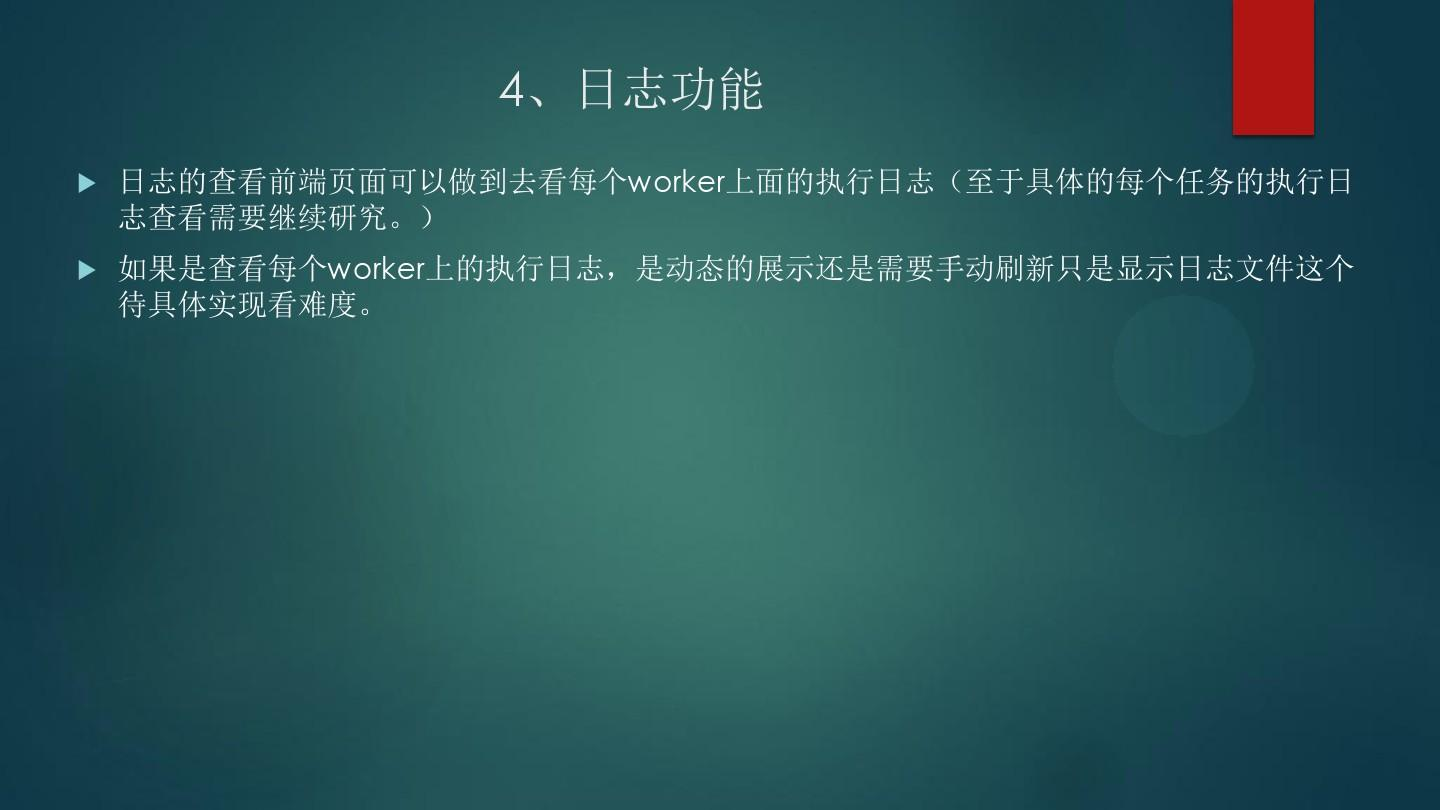 4、日志功能
日志的查看前端页面可以做到去看每个worker上面的执行日志（至于具体的每个任务的执行日
志查看需要继续研究。）
如果是查看每个worker上的执行日志，是动态的展示还是需要手动刷新只是显示日志文件这个
待具体实现看难度。